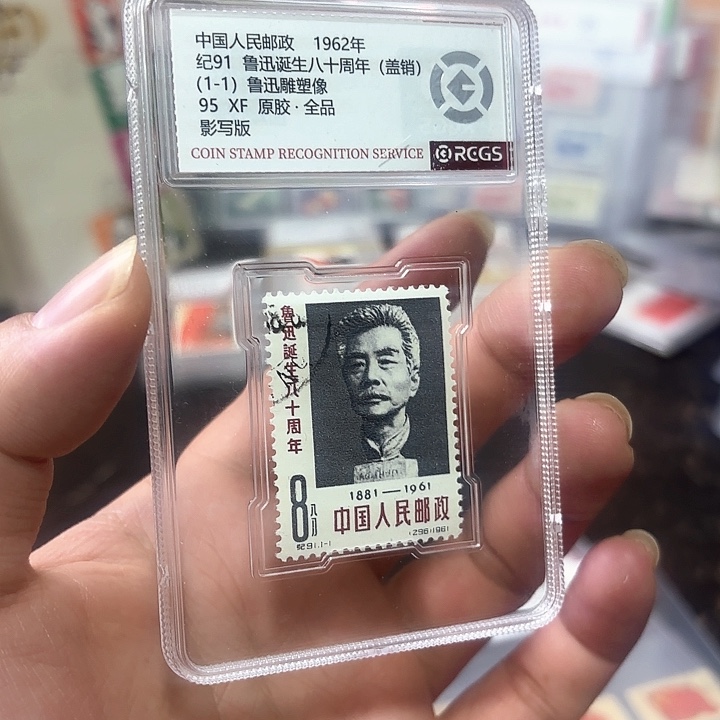 中国人民邮政 1962年
纪91 鲁迅诞生八十周年（盖销）
(1-1) 鲁迅雕塑像
95 XF 原胶·全品
影写版
COIN STAMP RECOGNITION SERVICE RCGS
魯迅誕生八十周年
1881—1961
8分
中国人民邮政
纪91.1-1
(296)1961